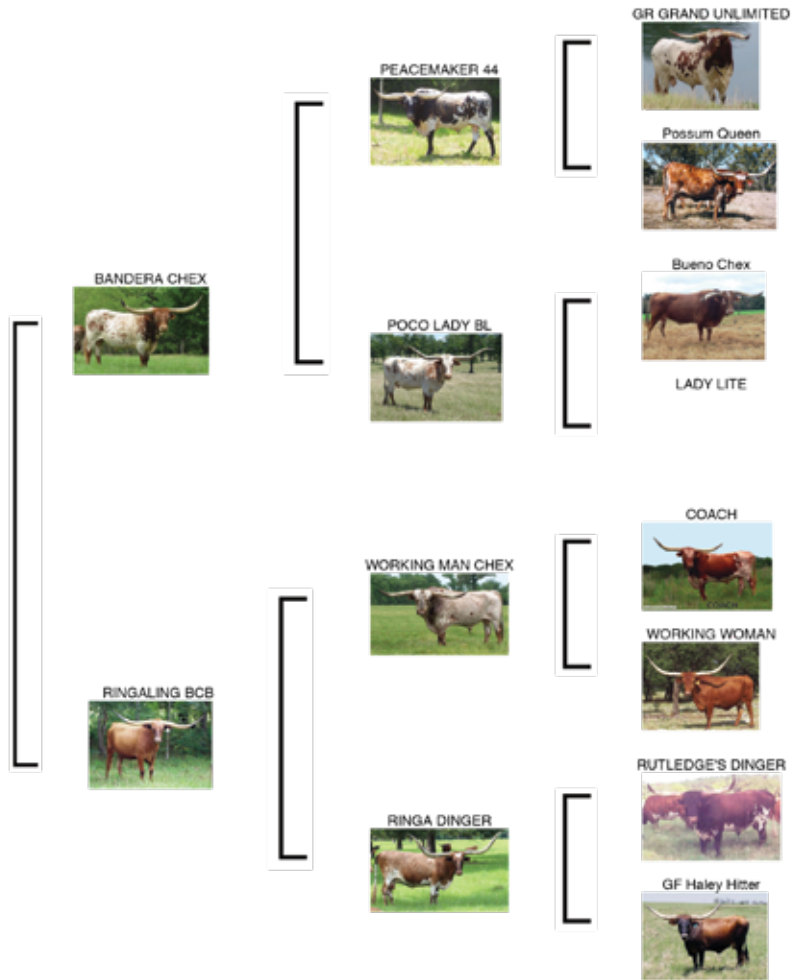 GR GRAND UNLIMITED
PEACEMAKER 44
Possum Queen
BANDERA CHEX
Bueno Chex
POCO LADY BL
LADY LITE
COACH
WORKING MAN CHEX
COACH
WORKING WOMAN
RINGALING BCB
RUTLEDGE'S DINGER
RINGA DINGER
GF Haley Hitter